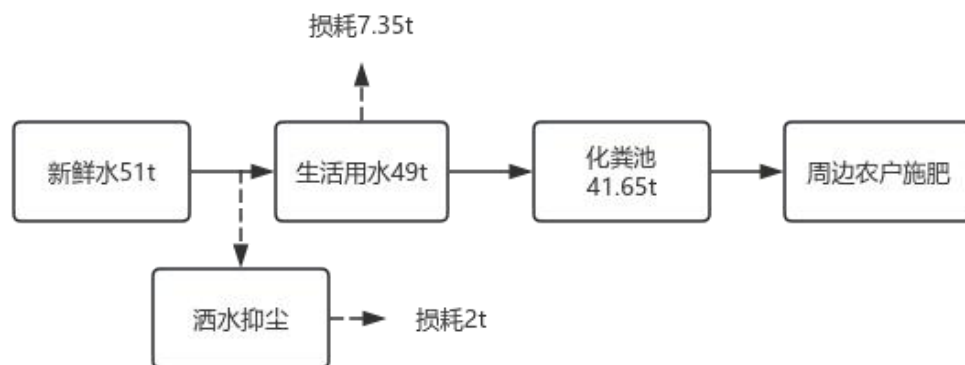 损耗7.35t
新鲜水51t
生活用水49t
化粪池
41.65t
周边农户施肥
洒水抑尘
损耗2t